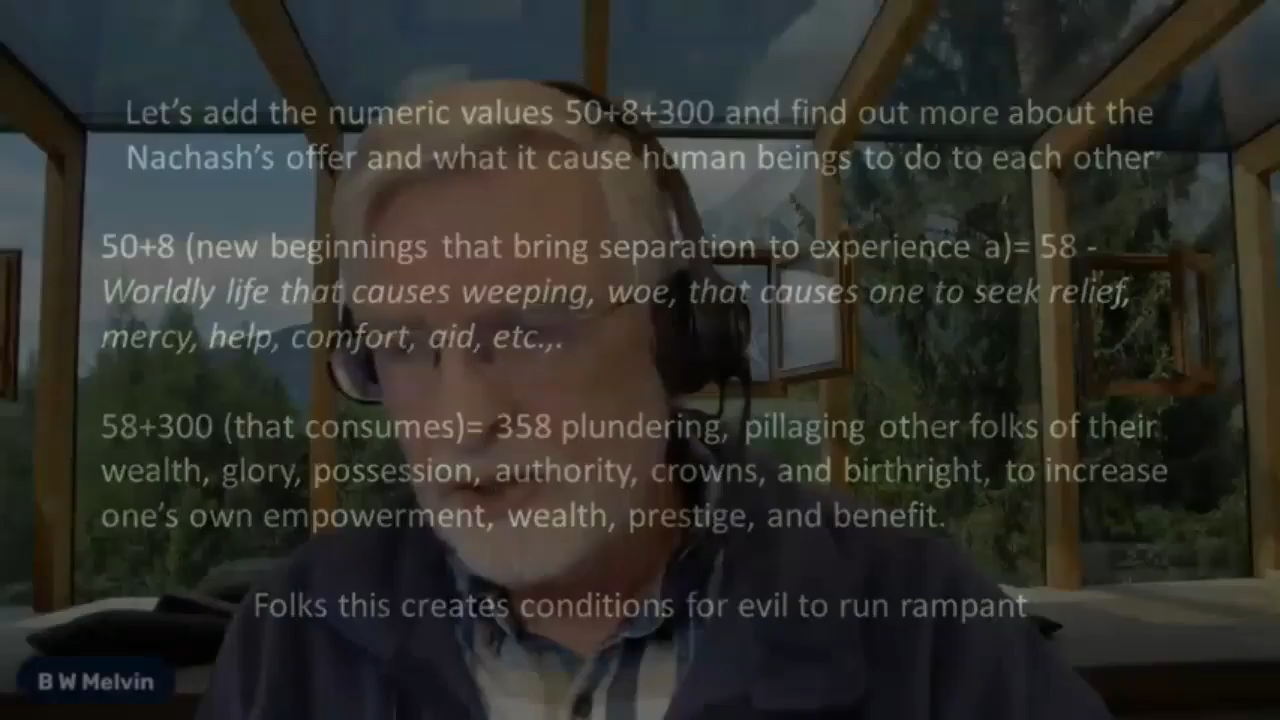 Let's add the numeric values 50+8+300 and find out more about the
Nachash's offer and what it cause human beings to do to each other
50+8 (new beginnings that bring separation to experience a)= 58 -
Worldly life that causes weeping, woe, that causes one to seek relief,
mercy, help, comfort, aid, etc.,.
58+300 (that consumes)= 358 plundering, pillaging other folks of their
wealth, glory, possession, authority, crowns, and birthright, to increase
one's own empowerment, wealth, prestige, and benefit.
Folks this creates conditions for evil to run rampant
B W Melvin